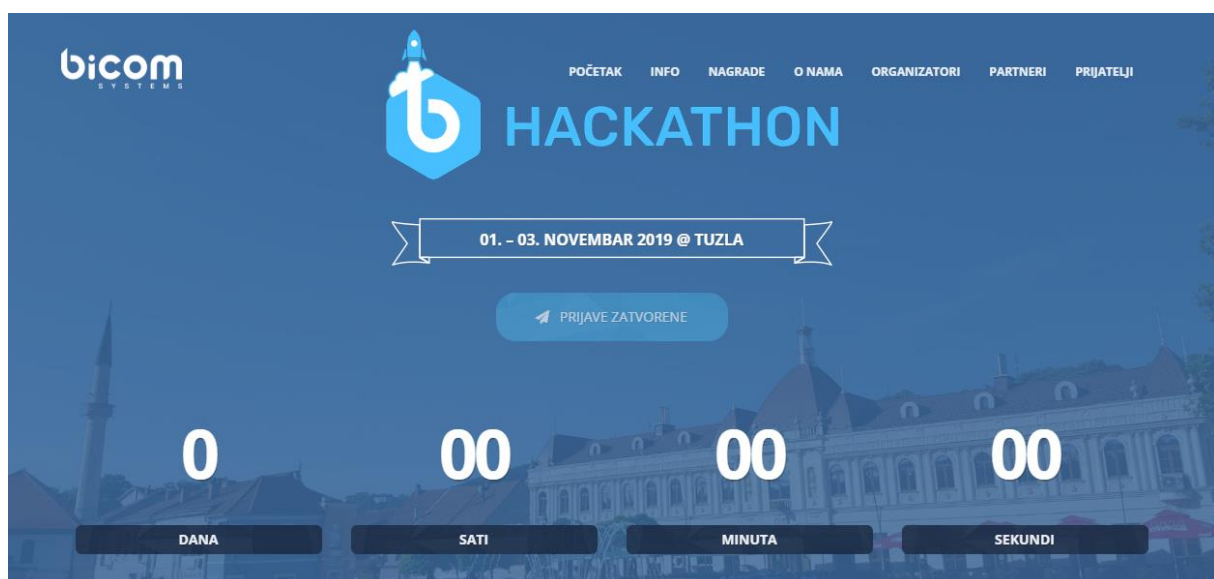 bicom
SYSTEMS
POČETAK INFO NAGRADE O NAMA ORGANIZATORI PARTNERI PRIJATELJI
b HACKATHON
01. – 03. NOVEMBAR 2019 @ TUZLA
PRIJAVE ZATVORENE
0 00 00 00
DANA SATI MINUTA SEKUNDI